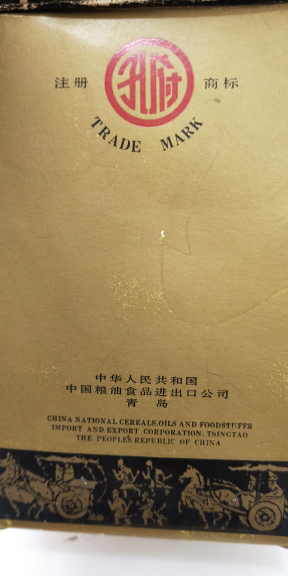 注册 孔府 商标
TRADE MARK
中华人民共和国
中国粮油食品进出口公司
青 岛
CHINA NATIONAL CEREALS, OILS AND FOODSTUFFS
IMPORT AND EXPORT CORPORATION, TSINGTAO
THE PEOPLE'S REPUBLIC OF CHINA